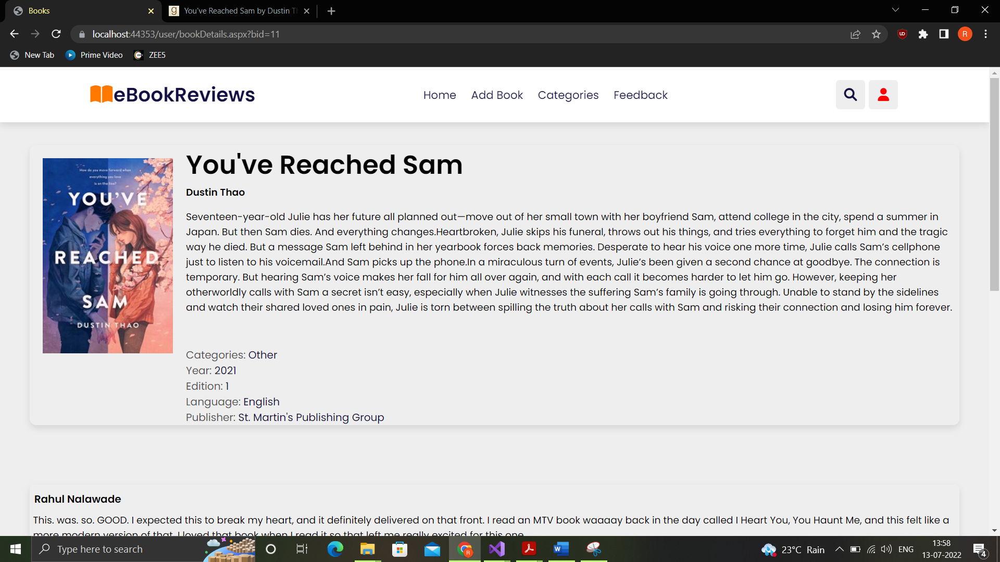 Books
You've Reached Sam by Dustin Th
localhost:44353/user/bookDetails.aspx?bid=11
R
New Tab
Prime Video
ZEE5
eBookReviews
Home
Add Book
Categories
Feedback
You've Reached Sam
How do you move forward when
everything you love
is on the line?
YOU'VE
REACHED
SAM
DUSTIN THAO
Dustin Thao
Seventeen-year-old Julie has her future all planned out—move out of her small town with her boyfriend Sam, attend college in the city, spend a summer in
Japan. But then Sam dies. And everything changes.Heartbroken, Julie skips his funeral, throws out his things, and tries everything to forget him and the tragic
way he died. But a message Sam left behind in her yearbook forces back memories. Desperate to hear his voice one more time, Julie calls Sam’s cellphone
just to listen to his voicemail.And Sam picks up the phone.In a miraculous turn of events, Julie’s been given a second chance at goodbye. The connection is
temporary. But hearing Sam’s voice makes her fall for him all over again, and with each call it becomes harder to let him go. However, keeping her
otherworldly calls with Sam a secret isn’t easy, especially when Julie witnesses the suffering Sam’s family is going through. Unable to stand by the sidelines
and watch their shared loved ones in pain, Julie is torn between spilling the truth about her calls with Sam and risking their connection and losing him forever.
Categories: Other
Year: 2021
Edition: 1
Language: English
Publisher: St. Martin's Publishing Group
Rahul Nalawade
This. was. so. GOOD. I expected this to break my heart, and it definitely delivered on that front. I read an MTV book waaaay back in the day called I Heart You, You Haunt Me, and this felt like a
more modern version of that. I loved that book when I read it so that left me really excited for this one.
Type here to search
23°C Rain
ENG
13:58
13-07-2022
4